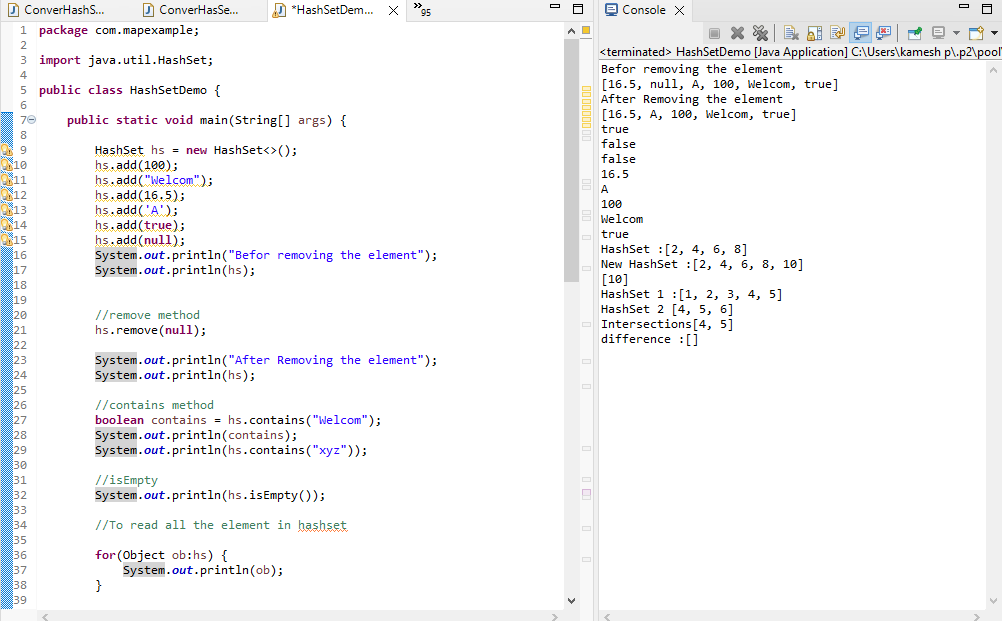 ConverHashS...
ConverHasSe...
*HashSetDem...
»95
Console
<terminated> HashSetDemo [Java Application] C:\Users\kamesh p\.p2\pool\
1 package com.mapexample;
2
3 import java.util.HashSet;
4
5 public class HashSetDemo {
6
7 public static void main(String[] args) {
8
9 HashSet hs = new HashSet<>();
10 hs.add(100);
11 hs.add("Welcom");
12 hs.add(16.5);
13 hs.add('A');
14 hs.add(true);
15 hs.add(null);
16 System.out.println("Befor removing the element");
17 System.out.println(hs);
18
19
20 //remove method
21 hs.remove(null);
22
23 System.out.println("After Removing the element");
24 System.out.println(hs);
25
26 //contains method
27 boolean contains = hs.contains("Welcom");
28 System.out.println(contains);
29 System.out.println(hs.contains("xyz"));
30
31 //isEmpty
32 System.out.println(hs.isEmpty());
33
34 //To read all the element in hashset
35
36 for(Object ob:hs) {
37 System.out.println(ob);
38 }
39
Befor removing the element
[16.5, null, A, 100, Welcom, true]
After Removing the element
[16.5, A, 100, Welcom, true]
true
false
false
16.5
A
100
Welcom
true
HashSet :[2, 4, 6, 8]
New HashSet :[2, 4, 6, 8, 10]
[10]
HashSet 1 :[1, 2, 3, 4, 5]
HashSet 2 [4, 5, 6]
Intersections[4, 5]
difference :[]